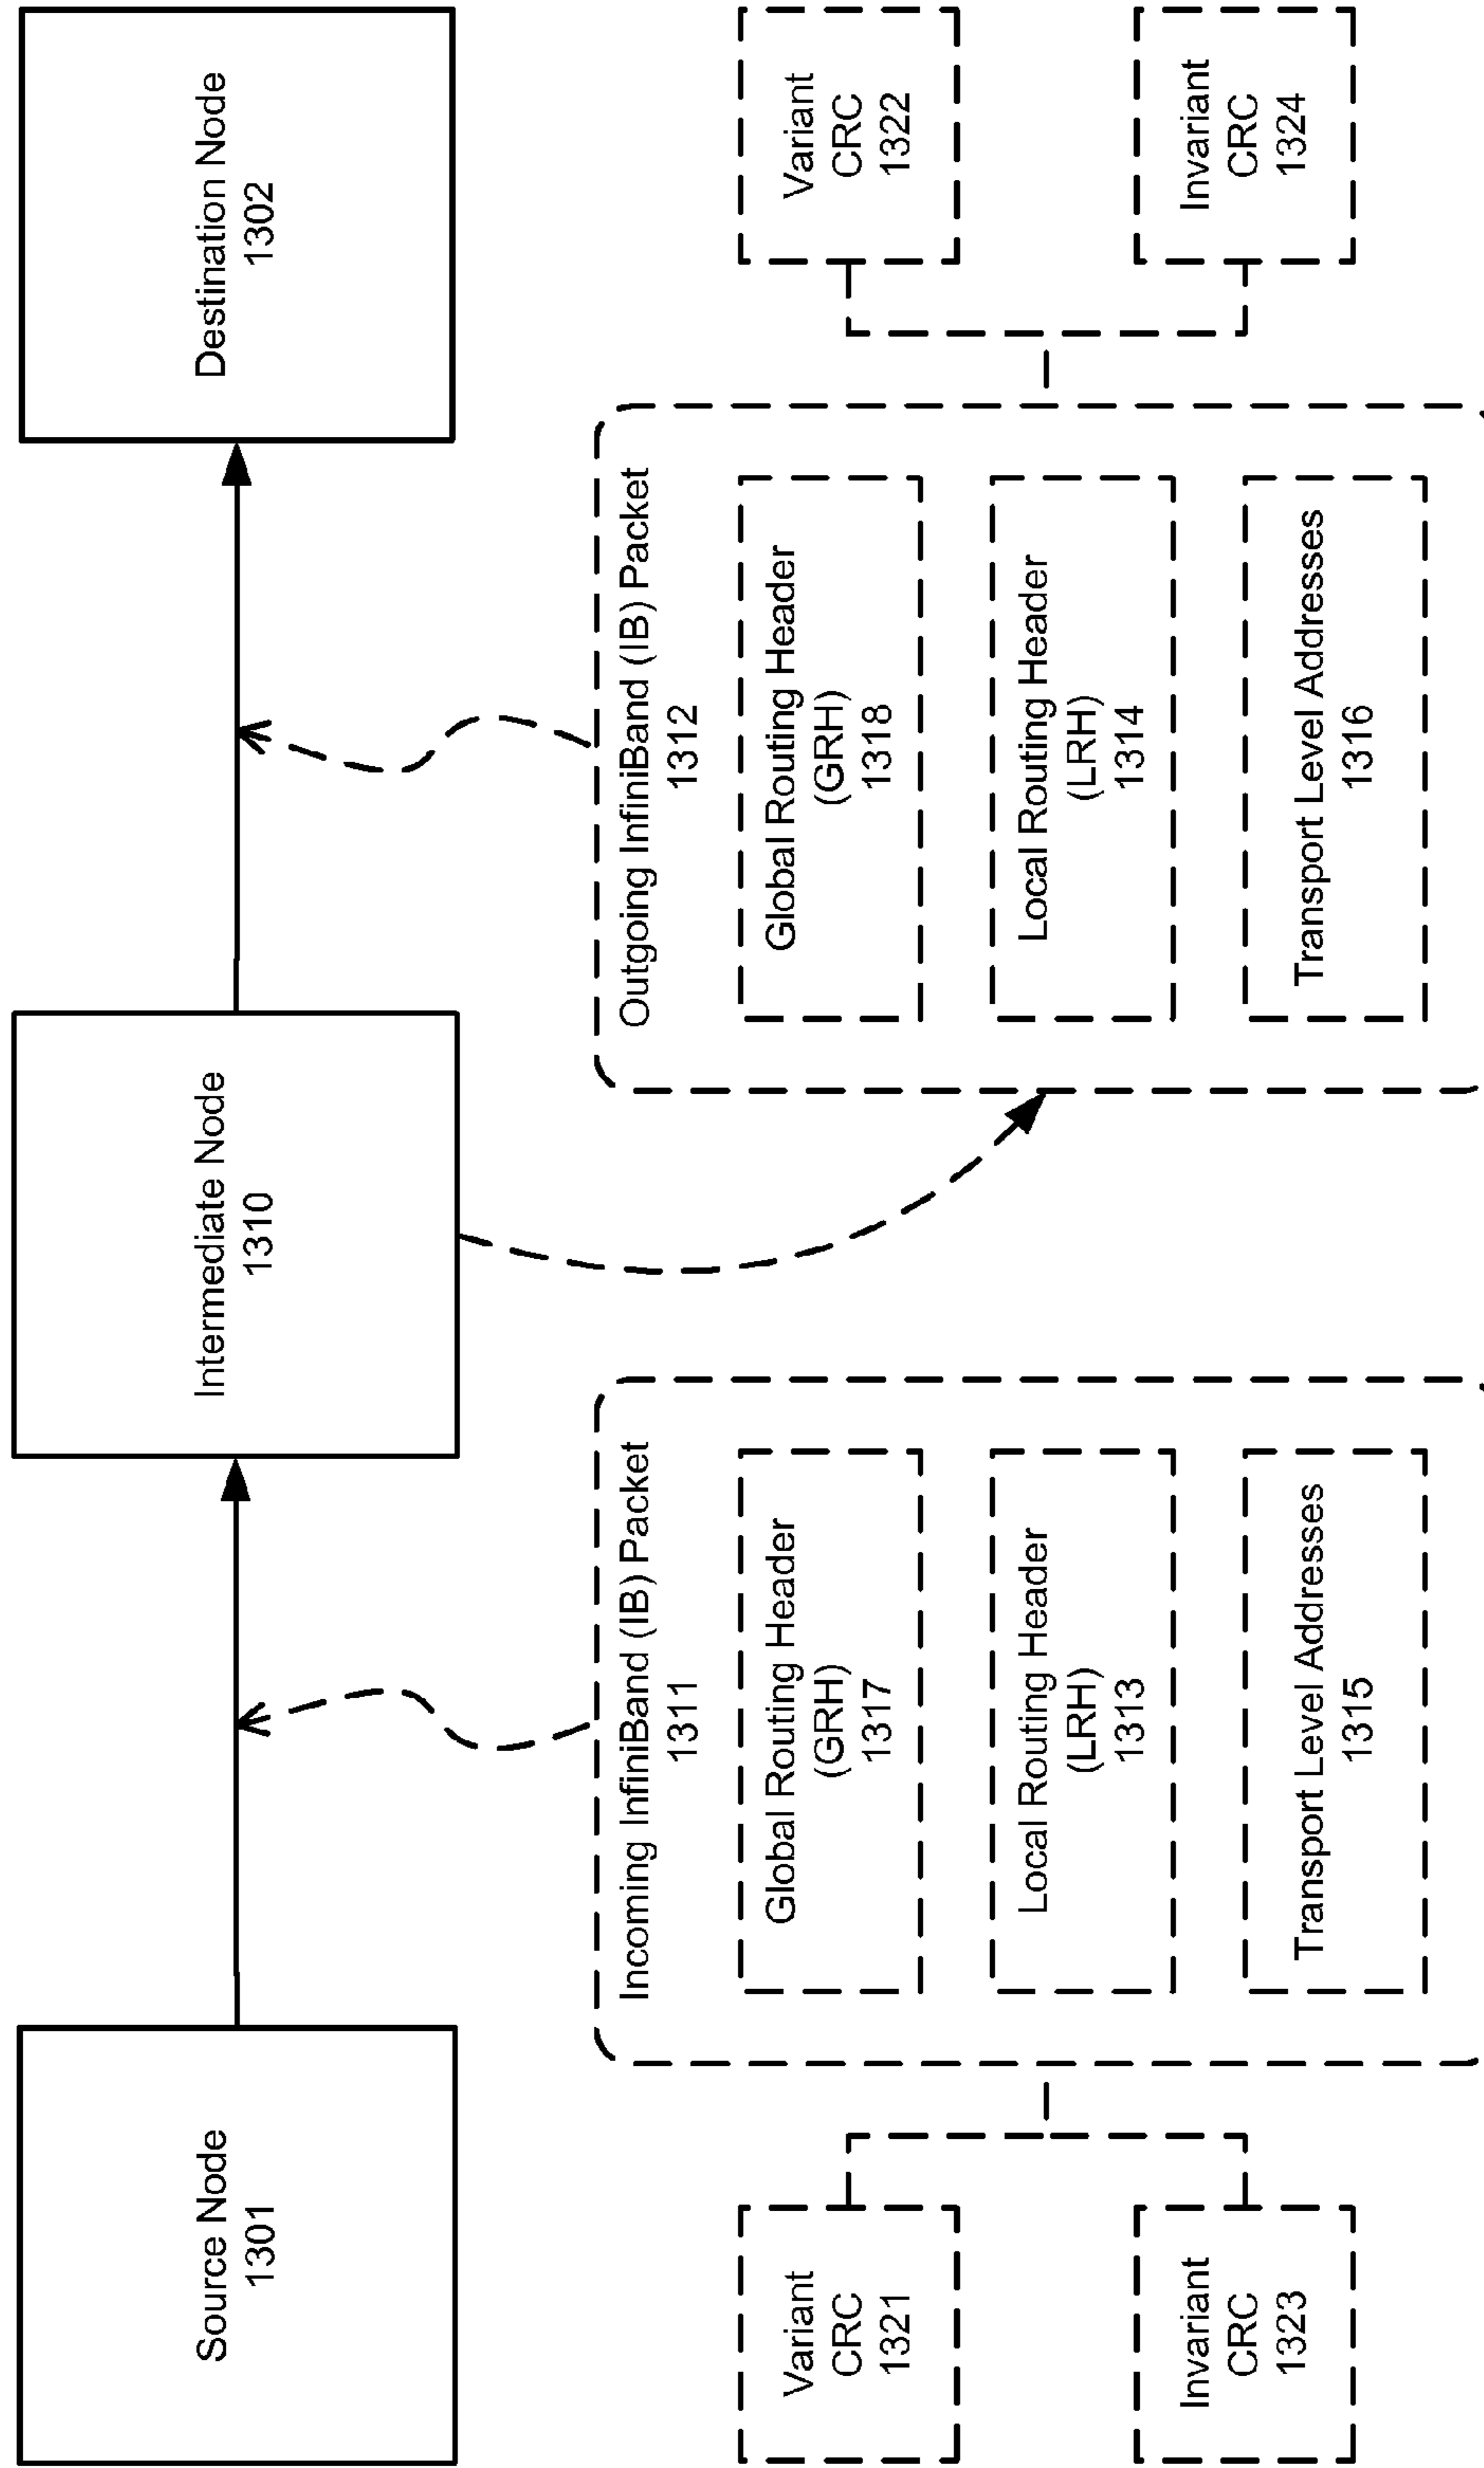 Source Node
1301
Intermediate Node
1310
Destination Node
1302
Incoming InfiniBand (IB) Packet
1311
Global Routing Header
(GRH)
1317
Local Routing Header
(LRH)
1313
Transport Level Addresses
1315
Outgoing InfiniBand (IB) Packet
1312
Global Routing Header
(GRH)
1318
Local Routing Header
(LRH)
1314
Transport Level Addresses
1316
Variant
CRC
1321
Invariant
CRC
1323
Variant
CRC
1322
Invariant
CRC
1324